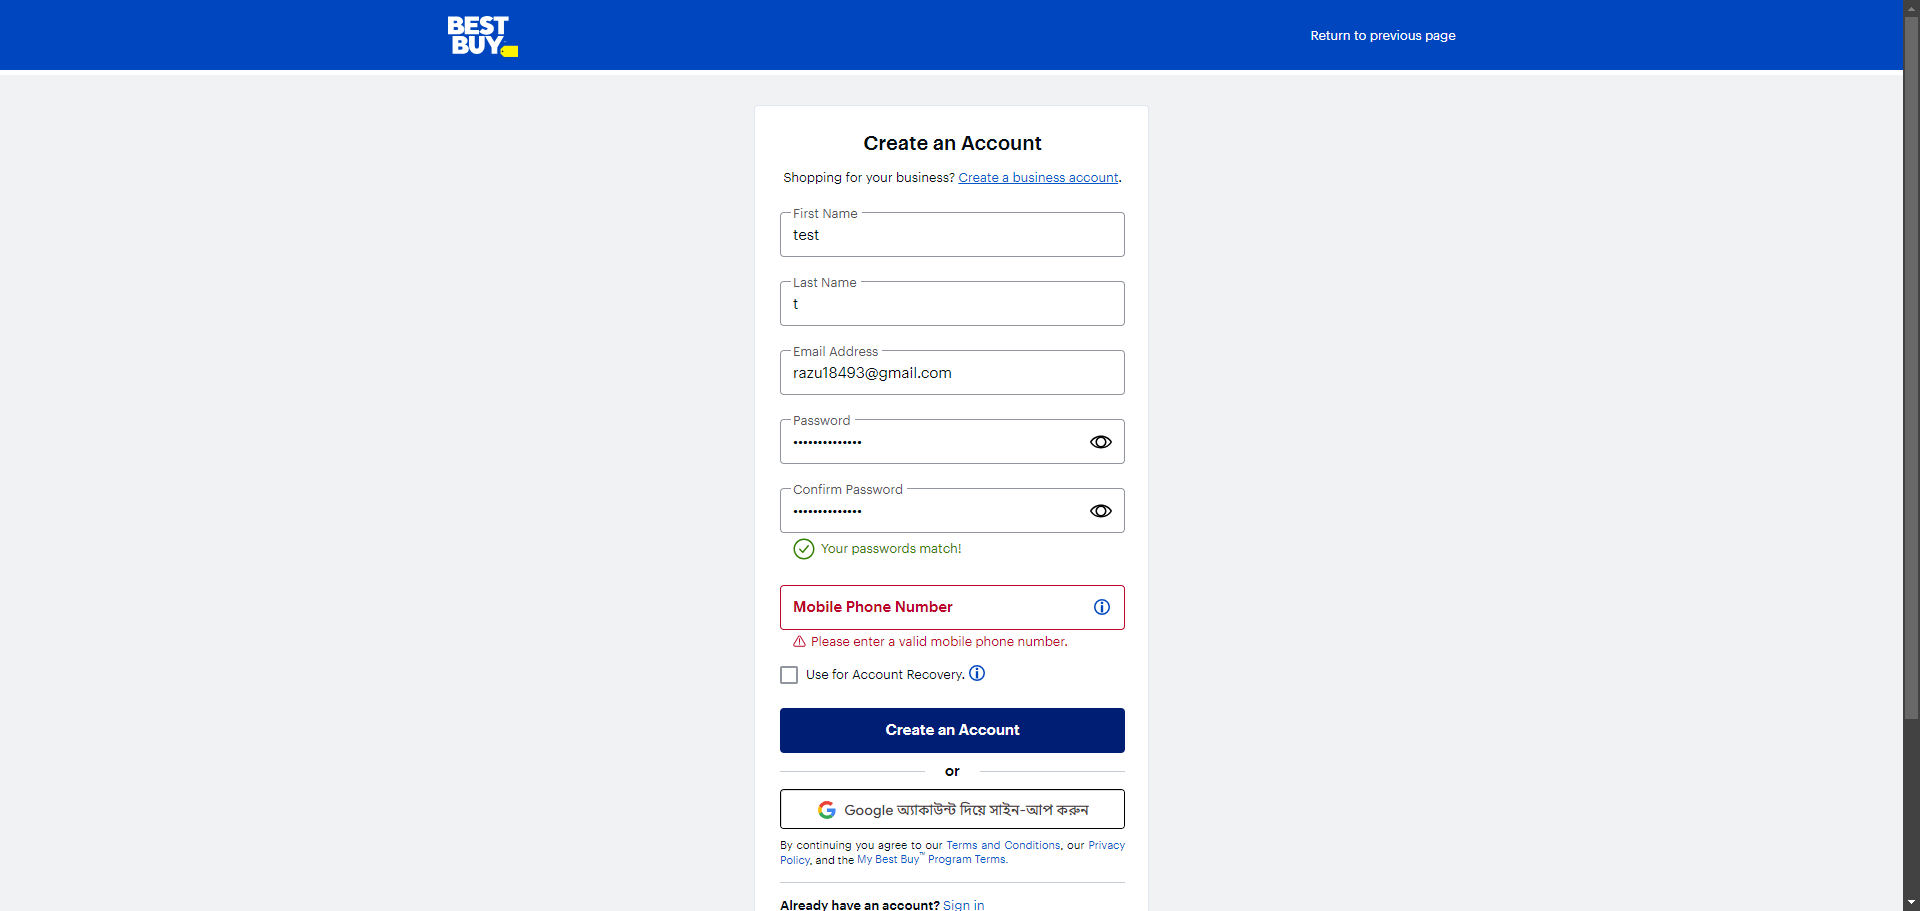 BEST
BUY
Return to previous page
Create an Account
Shopping for your business? Create a business account.
First Name
test
Last Name
t
Email Address
razu18493@gmail.com
Password
••••••••••••••
Confirm Password
••••••••••••••
Your passwords match!
Mobile Phone Number
Please enter a valid mobile phone number.
Use for Account Recovery.
Create an Account
or
Google অ্যাকাউন্ট দিয়ে সাইন-আপ করুন
By continuing you agree to our Terms and Conditions, our Privacy
Policy, and the My Best Buy™ Program Terms.
Already have an account? Sign in